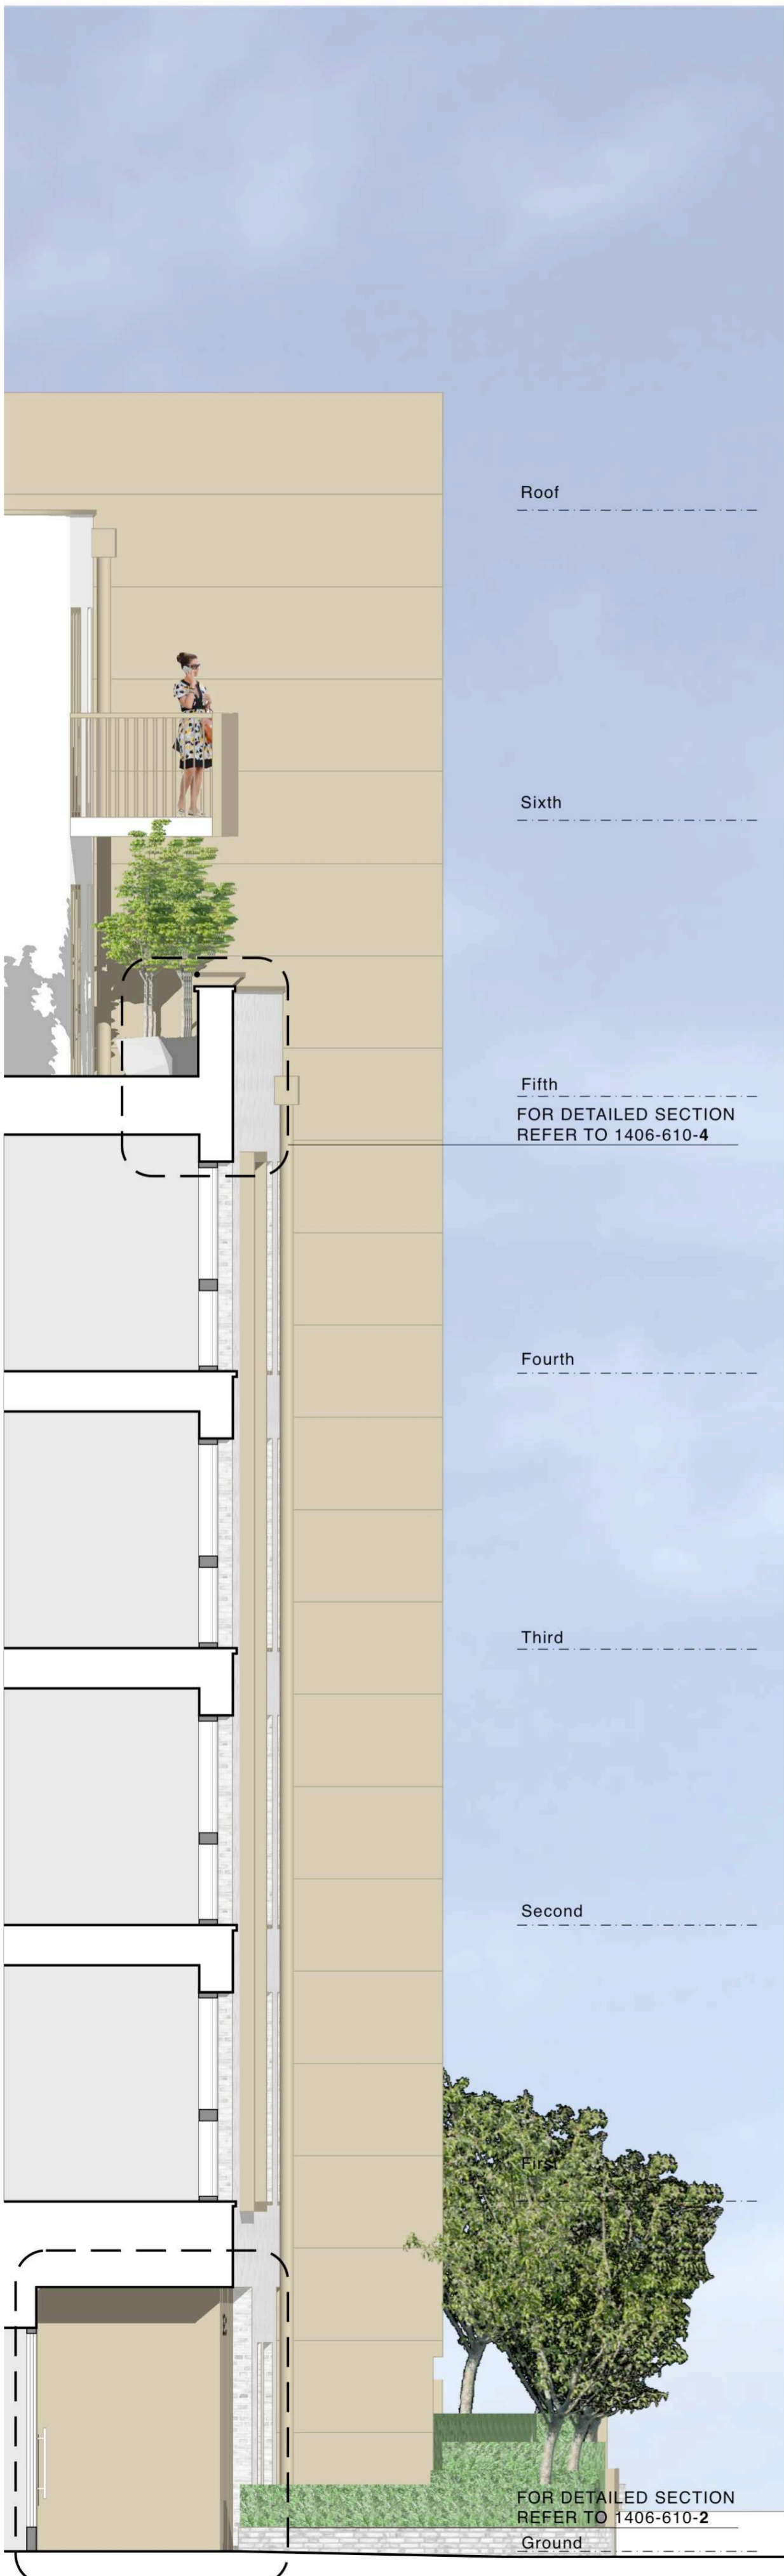 Roof
Sixth
Fifth
FOR DETAILED SECTION
REFER TO 1406-610-4
Fourth
Third
Second
First
FOR DETAILED SECTION
REFER TO 1406-610-2
Ground